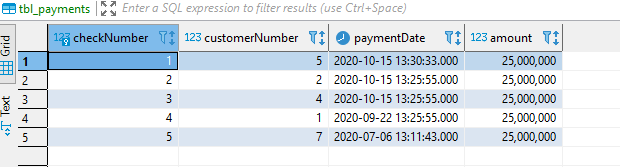 tbl_payments Enter a SQL expression to filter results (use Ctrl+Space)
Grid
Text
123 checkNumber 123 customerNumber paymentDate 123 amount
1 1 5 2020-10-15 13:30:33.000 25,000,000
2 2 2 2020-10-15 13:25:55.000 25,000,000
3 3 4 2020-10-15 13:25:55.000 25,000,000
4 4 1 2020-09-22 13:25:55.000 25,000,000
5 5 7 2020-07-06 13:11:43.000 25,000,000